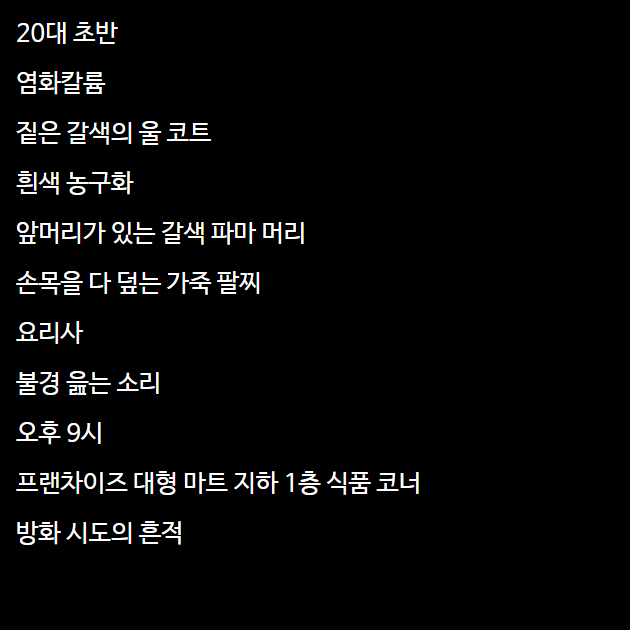 20대 초반
염화칼륨
짙은 갈색의 울 코트
흰색 농구화
앞머리가 있는 갈색 파마 머리
손목을 다 덮는 가죽 팔찌
요리사
불경 읊는 소리
오후 9시
프랜차이즈 대형 마트 지하 1층 식품 코너
방화 시도의 흔적